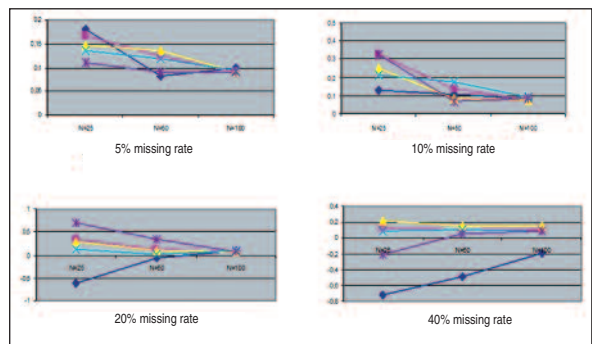 0,2
0,15
0,1
0,05
0
N=25 N=50 N=100
5% missing rate
0,5
0,4
0,3
0,2
0,1
0
N=25 N=50 N=100
10% missing rate
1
0,5
0
-0,5
-1
N=25 N=50 N=100
20% missing rate
0,4
0,2
0
-0,2
-0,4
-0,6
-0,8
N=25 N=50 N=100
40% missing rate